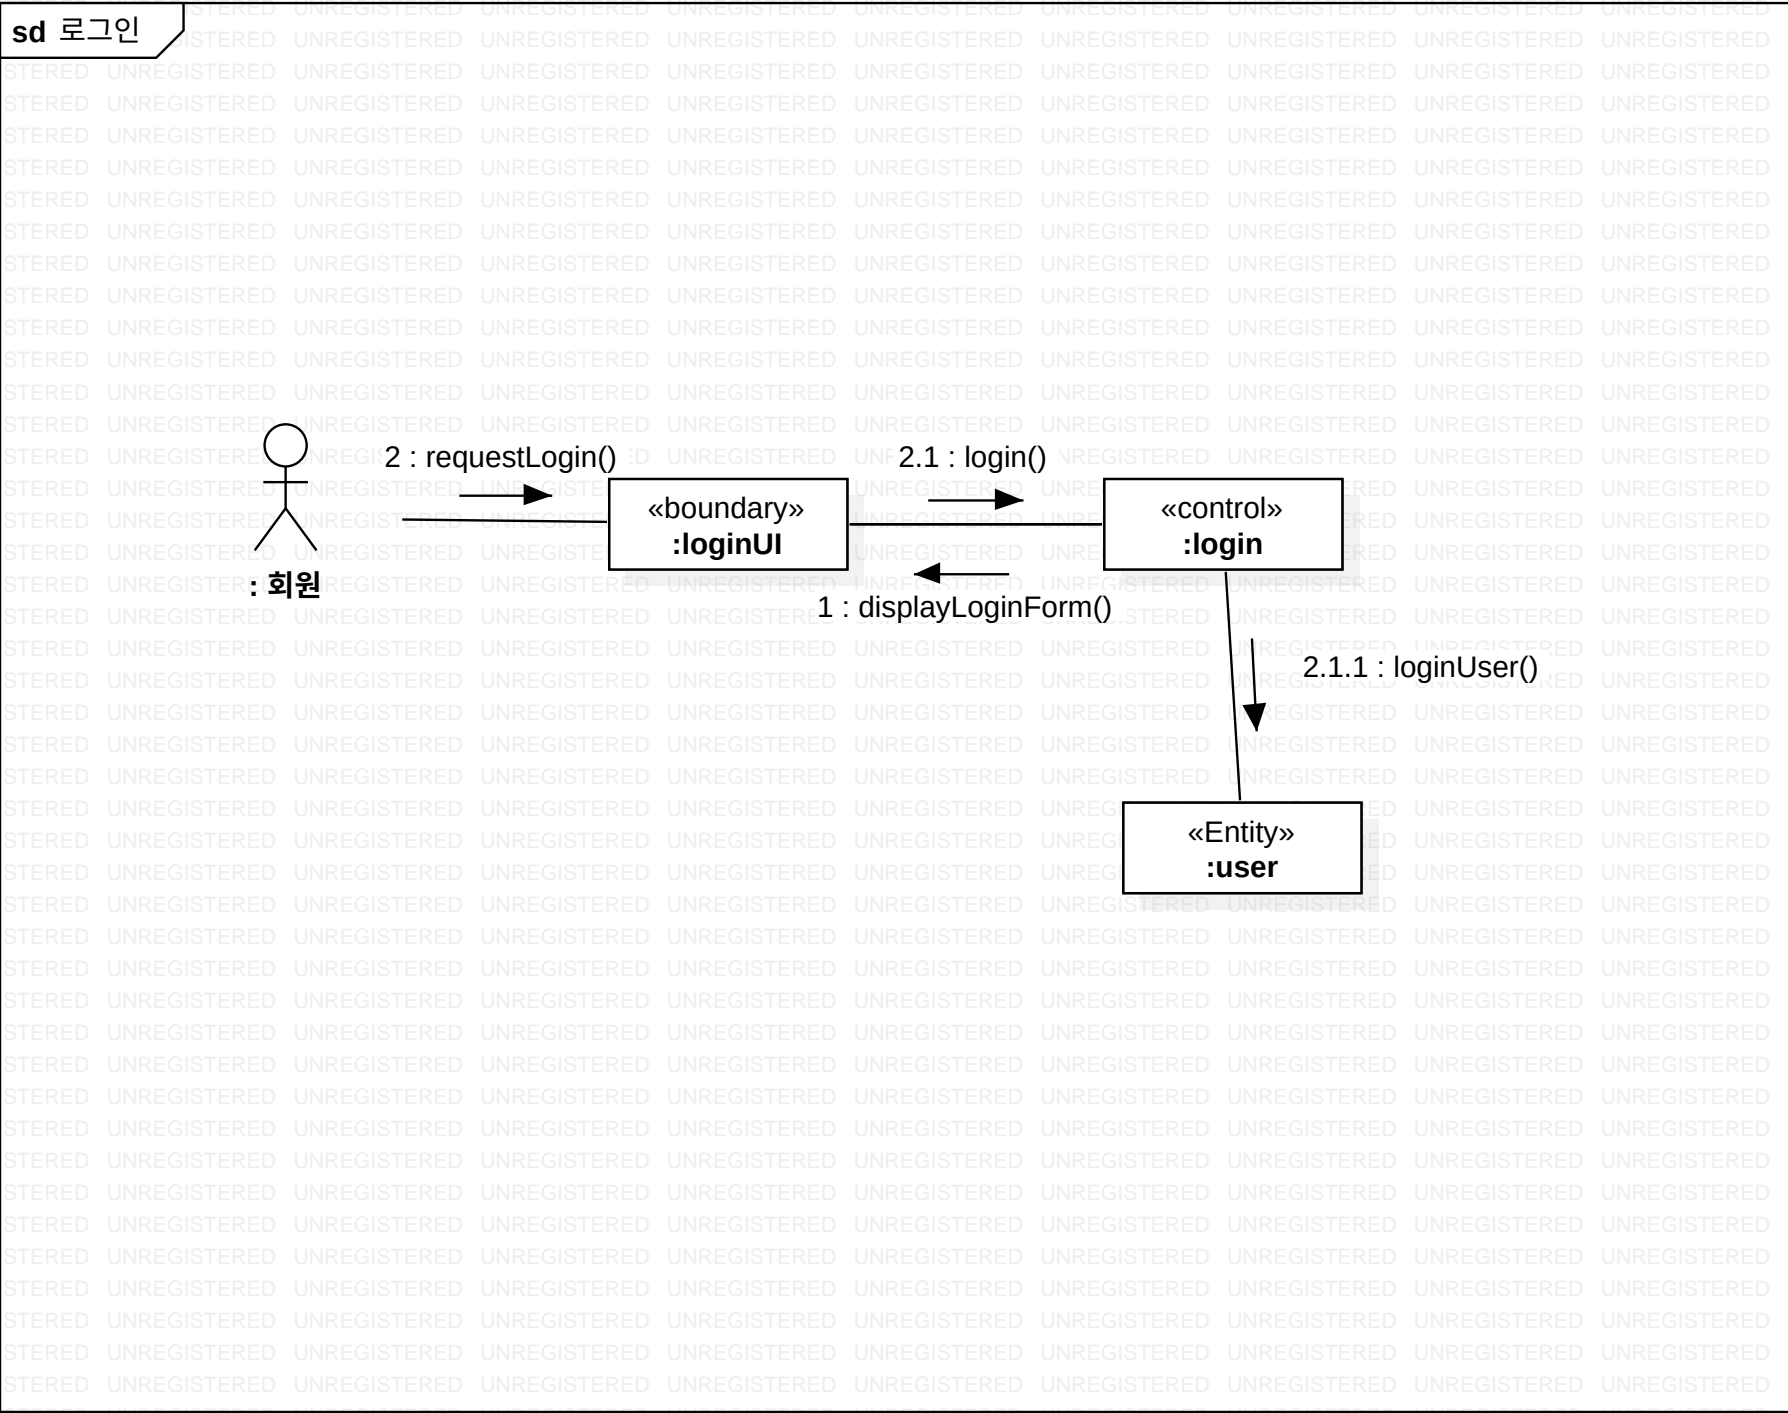 sd 로그인
2 : requestLogin()
2.1 : login()
«boundary»
:loginUI
«control»
:login
: 회원
1 : displayLoginForm()
2.1.1 : loginUser()
«Entity»
:user
UNREGISTERED